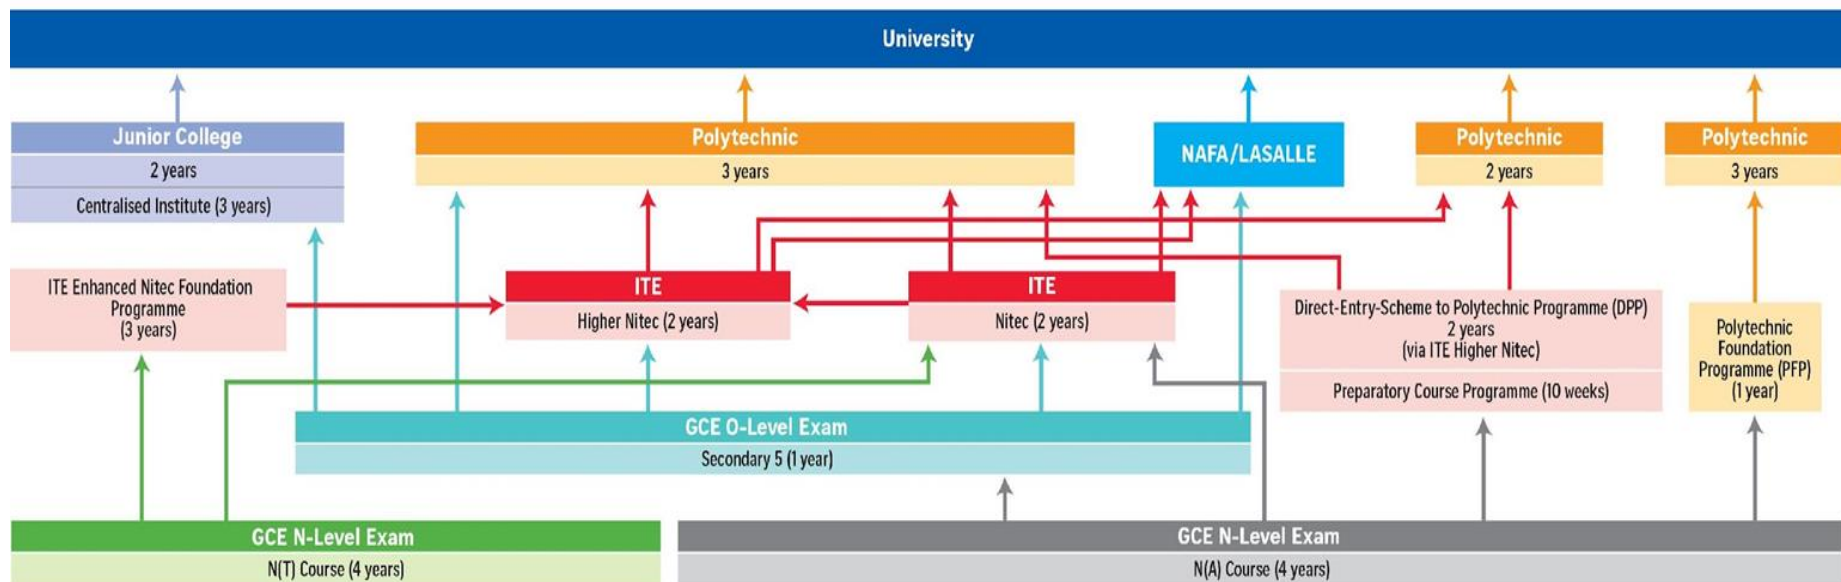 University
Junior College
2 years
Centralised Institute (3 years)
Polytechnic
3 years
NAFA/LASALLE
Polytechnic
2 years
Polytechnic
3 years
ITE Enhanced Nitec Foundation
Programme
(3 years)
ITE
Higher Nitec (2 years)
ITE
Nitec (2 years)
Direct-Entry-Scheme to Polytechnic Programme (DPP)
2 years
(via ITE Higher Nitec)
Preparatory Course Programme (10 weeks)
Polytechnic
Foundation
Programme (PFP)
(1 year)
GCE O-Level Exam
Secondary 5 (1 year)
GCE N-Level Exam
N(T) Course (4 years)
GCE N-Level Exam
N(A) Course (4 years)